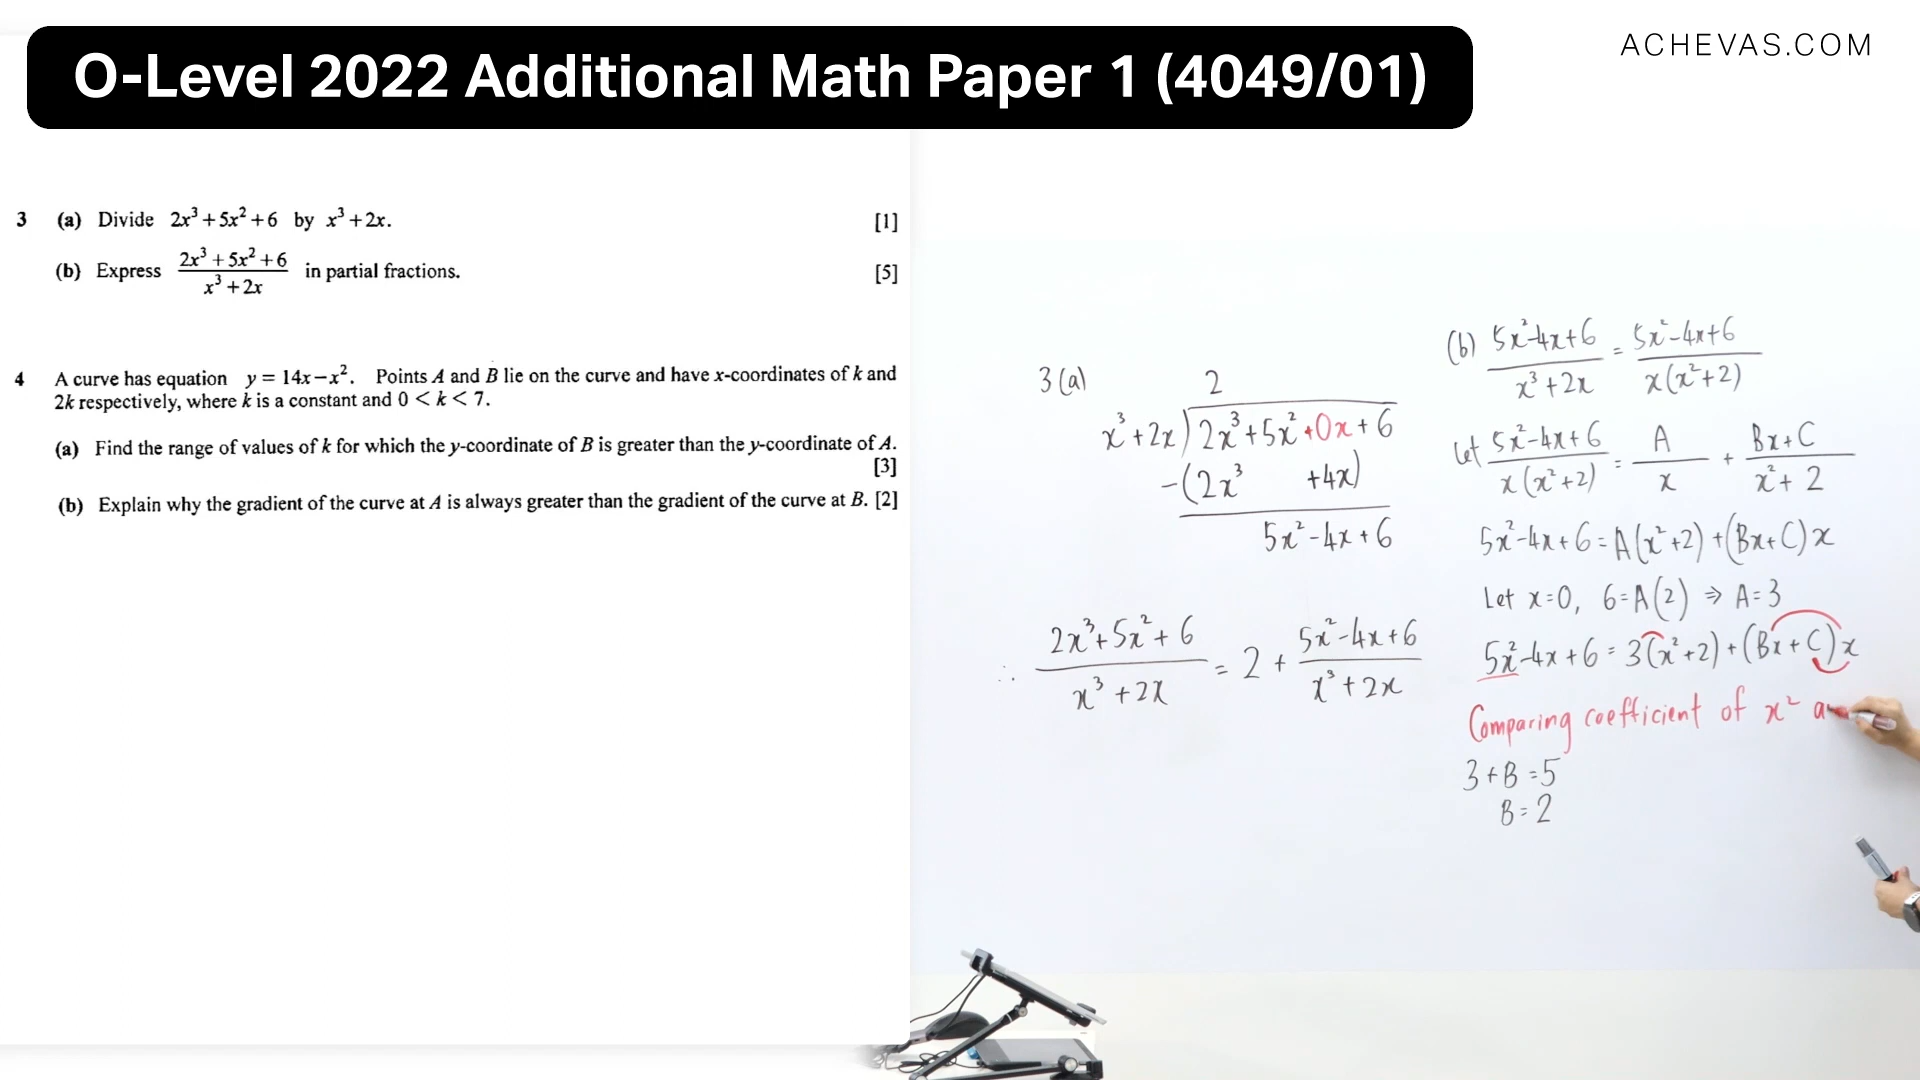 O-Level 2022 Additional Math Paper 1 (4049/01)
ACHEVAS.COM
3 (a) Divide 2x³+5x²+6 by x³+2x. [1]
(b) Express (2x³+5x²+6)/(x³+2x) in partial fractions. [5]
4 A curve has equation y = 14x−x². Points A and B lie on the curve and have x-coordinates of k and
2k respectively, where k is a constant and 0 < k < 7.
(a) Find the range of values of k for which the y-coordinate of B is greater than the y-coordinate of A.
[3]
(b) Explain why the gradient of the curve at A is always greater than the gradient of the curve at B. [2]
3(a) 2
x³+2x)2x³+5x²+0x+6
-(2x³ +4x)
5x²-4x+6
∴ (2x³+5x²+6)/(x³+2x) = 2 + (5x²-4x+6)/(x³+2x)
(b) (5x²-4x+6)/(x³+2x) = (5x²-4x+6)/(x(x²+2))
Let (5x²-4x+6)/(x(x²+2)) = A/x + (Bx+C)/(x²+2)
5x²-4x+6=A(x²+2)+(Bx+C)x
Let x=0, 6=A(2) ⇒ A=3
5x²-4x+6=3(x²+2)+(Bx+C)x
Comparing coefficient of x² a
3+B=5
B=2